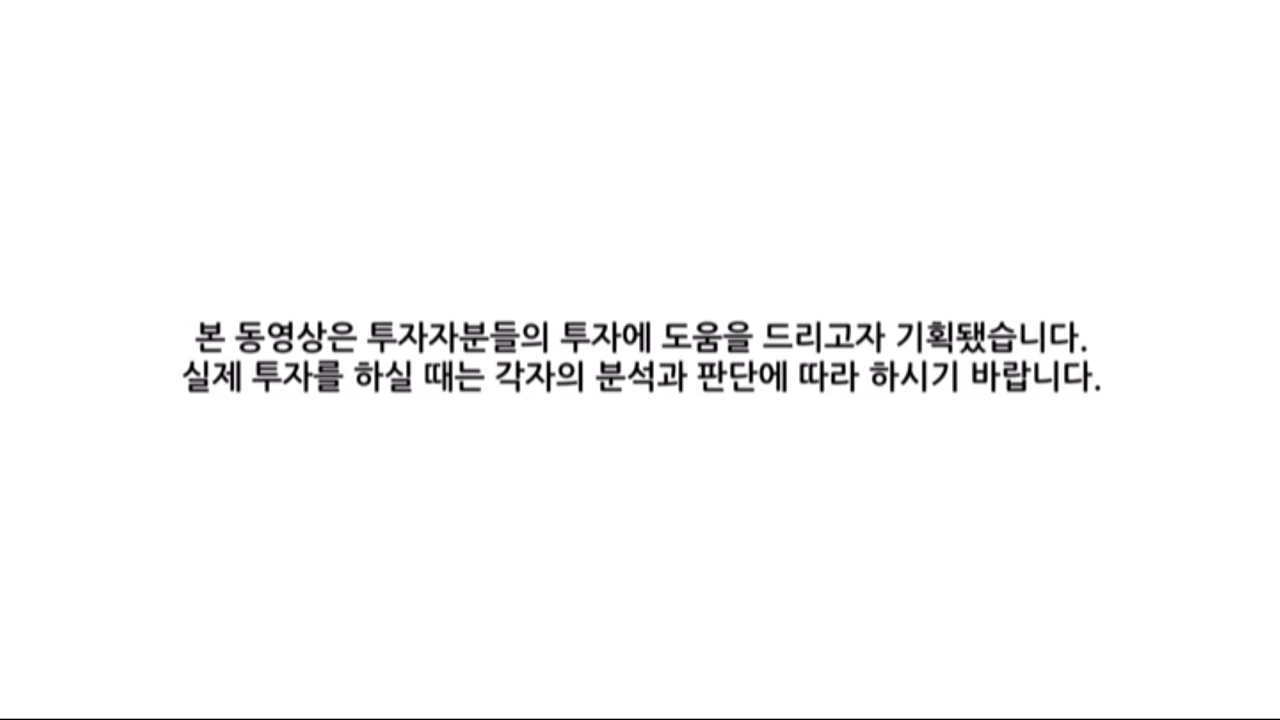 본 동영상은 투자자분들의 투자에 도움을 드리고자 기획됐습니다.
실제 투자를 하실 때는 각자의 분석과 판단에 따라 하시기 바랍니다.